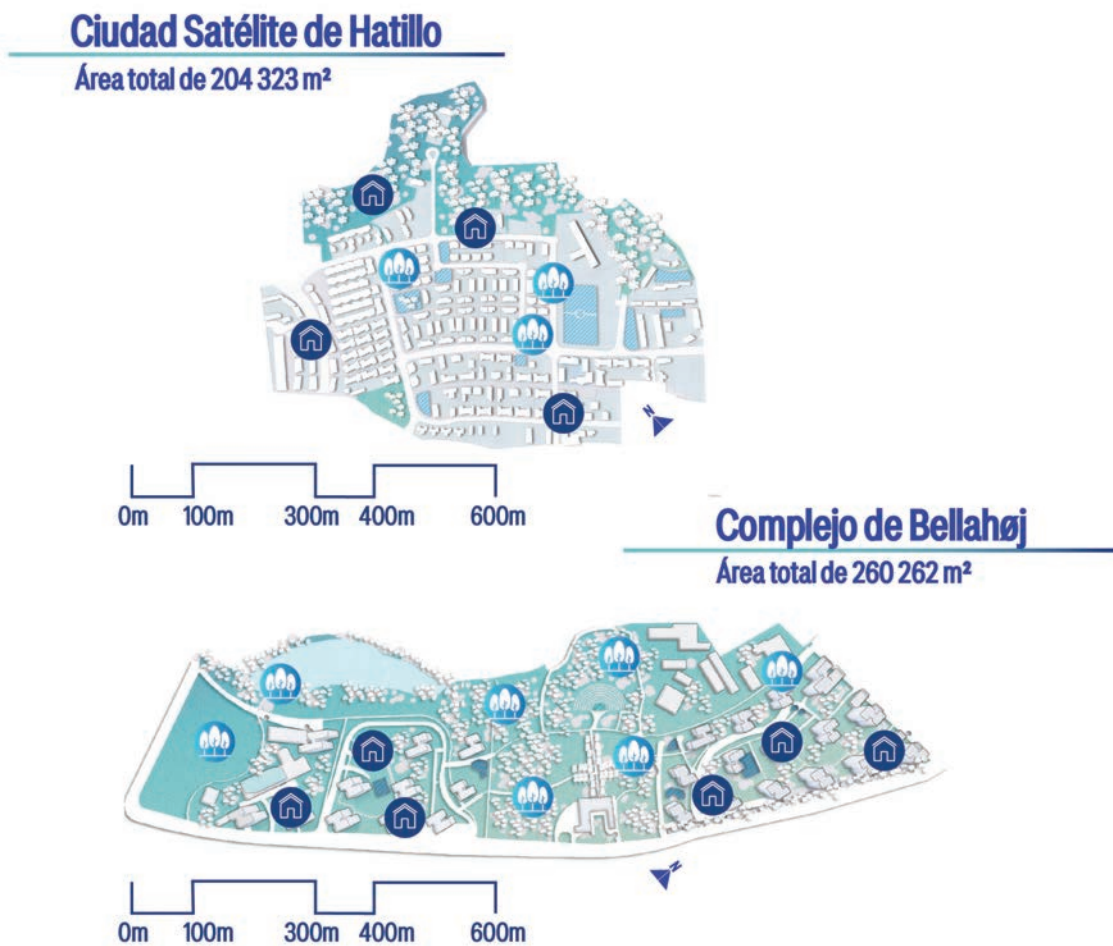 Ciudad Satélite de Hatillo
Área total de 204 323 m²
N
0m 100m 300m 400m 600m
Complejo de Bellahøj
Área total de 260 262 m²
N
0m 100m 300m 400m 600m